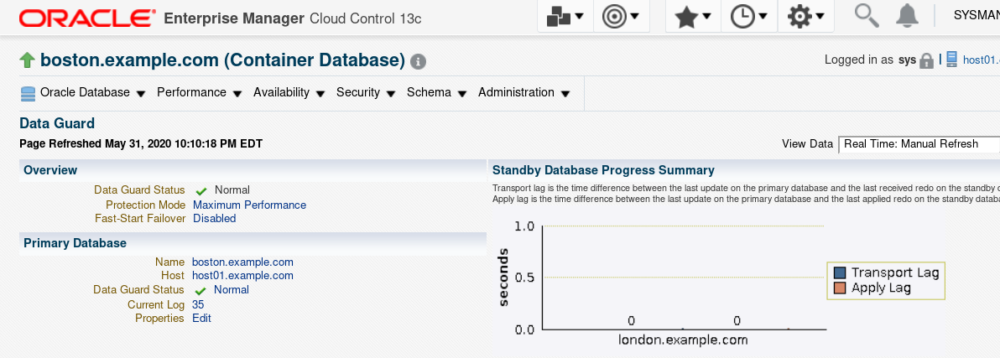 ORACLE Enterprise Manager Cloud Control 13c
SYSMAN
boston.example.com (Container Database)
Logged in as sys | host01.
Oracle Database Performance Availability Security Schema Administration
Data Guard
Page Refreshed May 31, 2020 10:10:18 PM EDT
View Data Real Time: Manual Refresh
Overview
Data Guard Status Normal
Protection Mode Maximum Performance
Fast-Start Failover Disabled
Primary Database
Name boston.example.com
Host host01.example.com
Data Guard Status Normal
Current Log 35
Properties Edit
Standby Database Progress Summary
Transport lag is the time difference between the last update on the primary database and the last received redo on the standby
Apply lag is the time difference between the last update on the primary database and the last applied redo on the standby
1.0
0.5
0.0
seconds
0 0
london.example.com
Transport Lag
Apply Lag